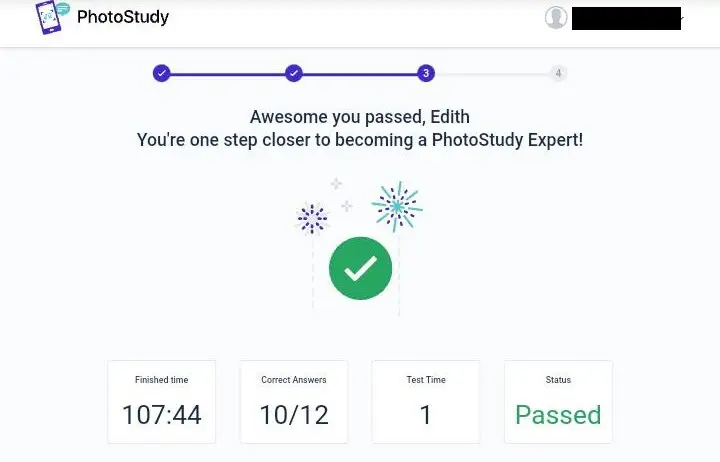 PhotoStudy
3
4
Awesome you passed, Edith
You're one step closer to becoming a PhotoStudy Expert!
Finished time
Correct Answers
Test Time
Status
107:44
10/12
1
Passed